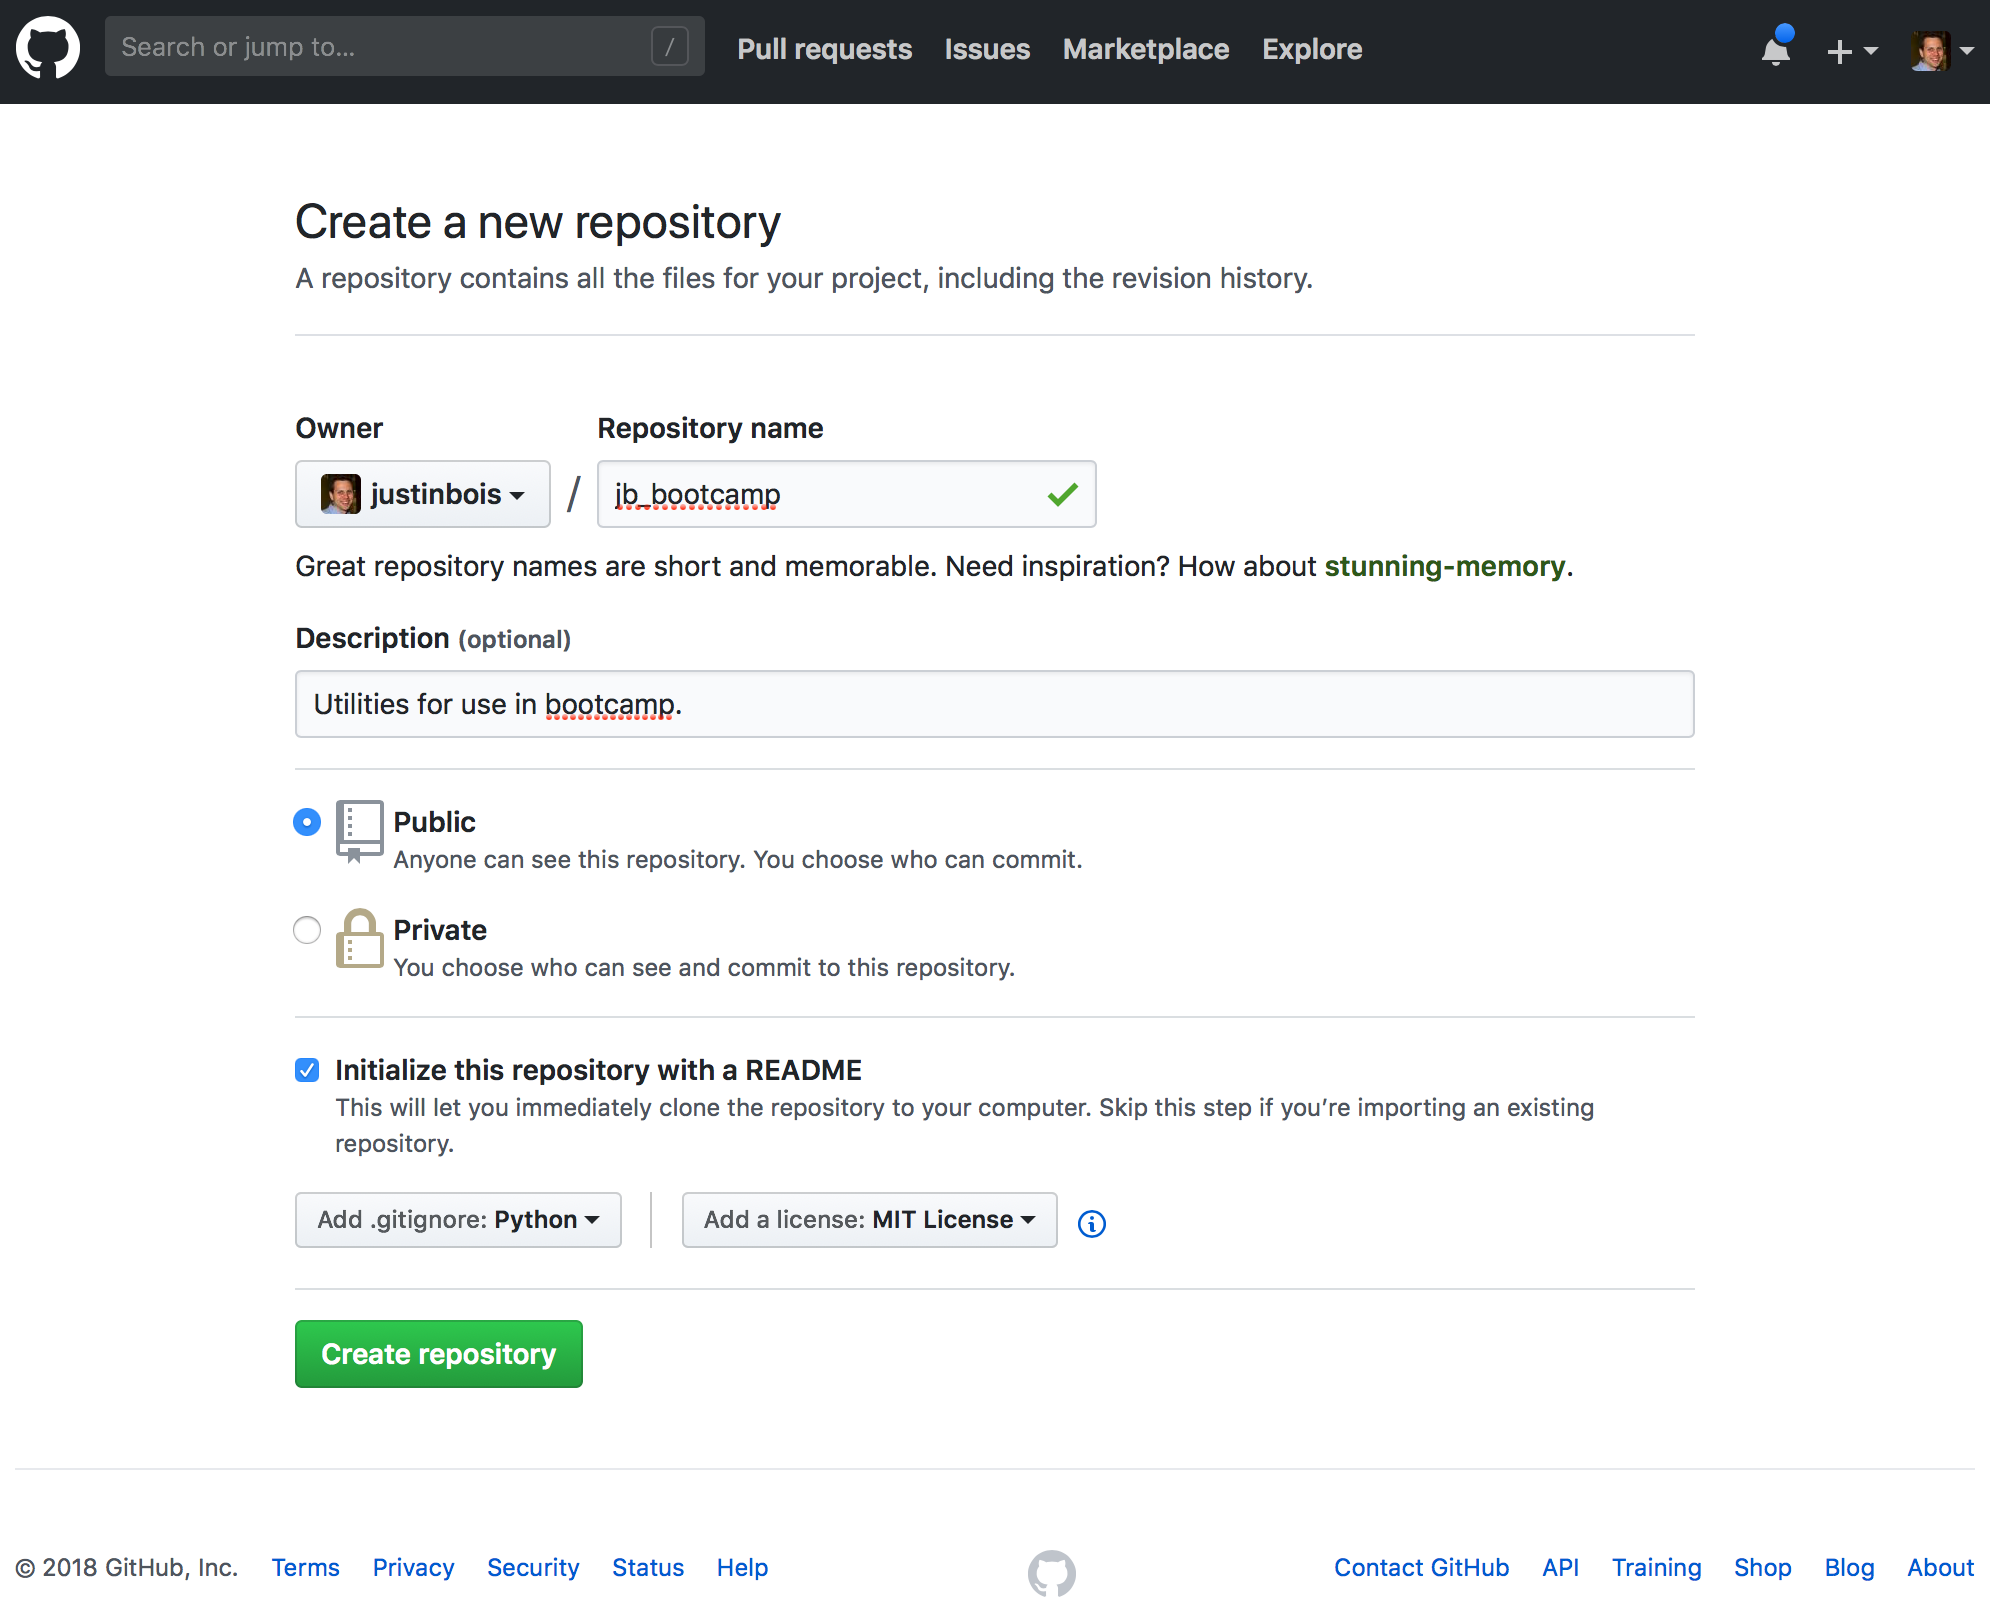 Search or jump to... /
Pull requests Issues Marketplace Explore
Create a new repository
A repository contains all the files for your project, including the revision history.
Owner Repository name
justinbois / jb_bootcamp
Great repository names are short and memorable. Need inspiration? How about stunning-memory.
Description (optional)
Utilities for use in bootcamp.
Public
Anyone can see this repository. You choose who can commit.
Private
You choose who can see and commit to this repository.
Initialize this repository with a README
This will let you immediately clone the repository to your computer. Skip this step if you’re importing an existing
repository.
Add .gitignore: Python Add a license: MIT License
Create repository
© 2018 GitHub, Inc. Terms Privacy Security Status Help Contact GitHub API Training Shop Blog About